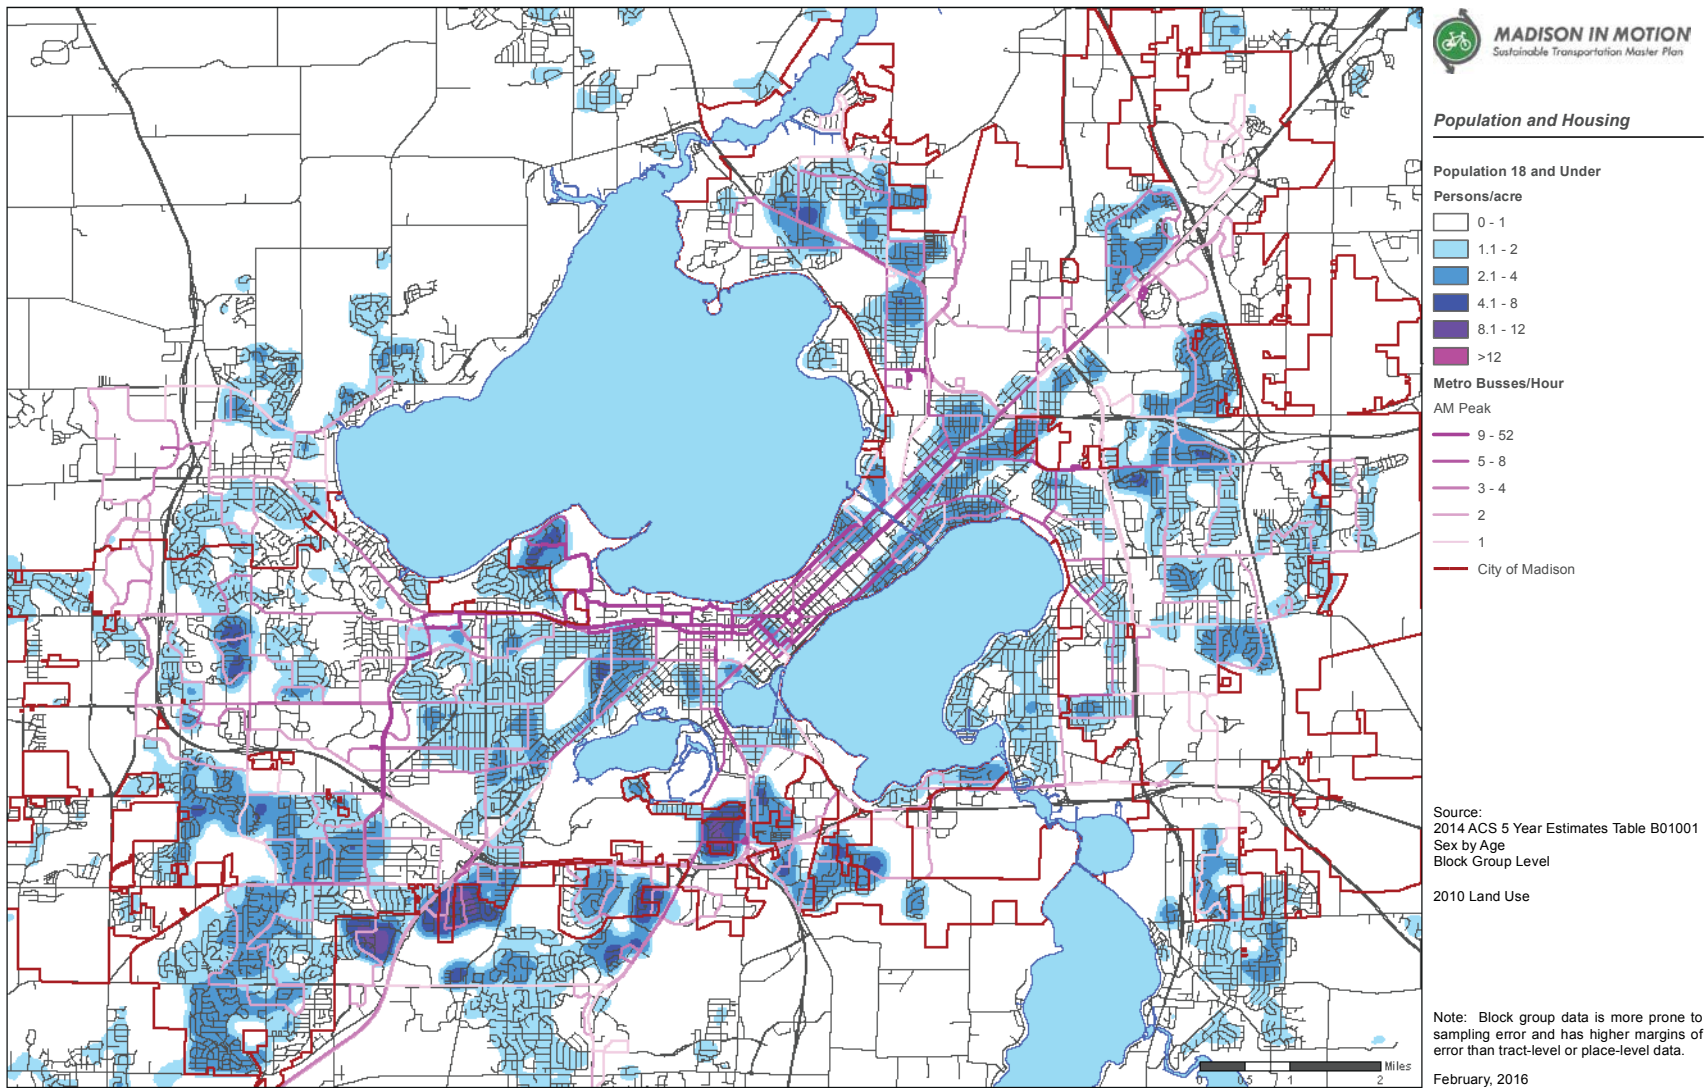 MADISON IN MOTION
Sustainable Transportation Master Plan
Population and Housing
Population 18 and Under
Persons/acre
0 - 1
1.1 - 2
2.1 - 4
4.1 - 8
8.1 - 12
>12
Metro Busses/Hour
AM Peak
9 - 52
5 - 8
3 - 4
2
1
City of Madison
Source:
2014 ACS 5 Year Estimates Table B01001
Sex by Age
Block Group Level
2010 Land Use
Note: Block group data is more prone to
sampling error and has higher margins of
error than tract-level or place-level data.
February, 2016
Miles
0 0.5 1 2